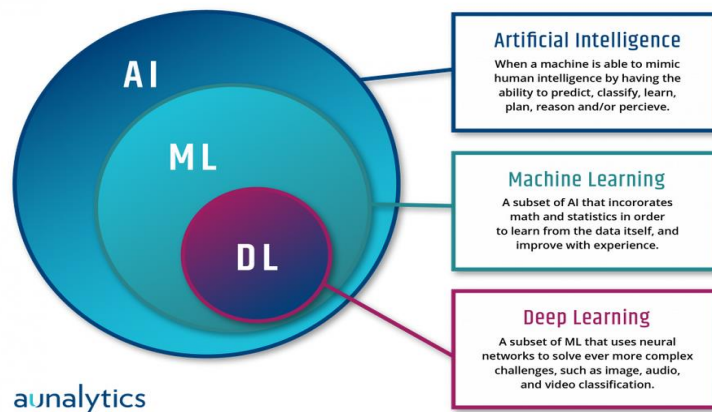 AI
ML
DL
Artificial Intelligence
When a machine is able to mimic
human intelligence by having the
ability to predict, classify, learn,
plan, reason and/or percieve.
Machine Learning
A subset of AI that incororates
math and statistics in order
to learn from the data itself, and
improve with experience.
Deep Learning
A subset of ML that uses neural
networks to solve ever more complex
challenges, such as image, audio,
and video classification.
aunalytics